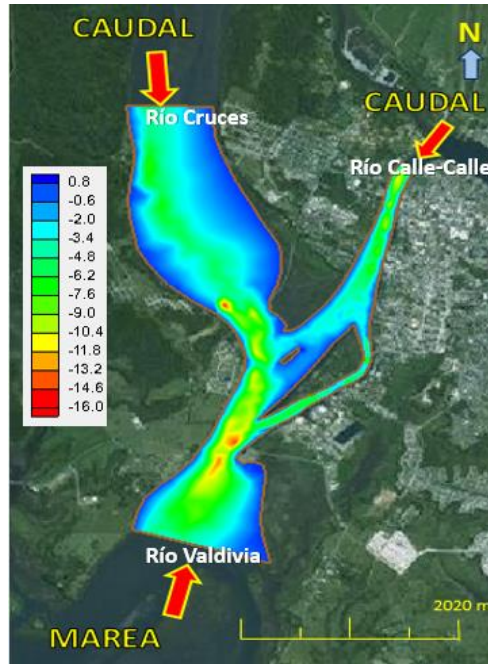 CAUDAL
N
Río Cruces
CAUDAL
Río Calle-Calle
0.8
-0.6
-2.0
-3.4
-4.8
-6.2
-7.6
-9.0
-10.4
-11.8
-13.2
-14.6
-16.0
Río Valdivia
2020 m
MAREA